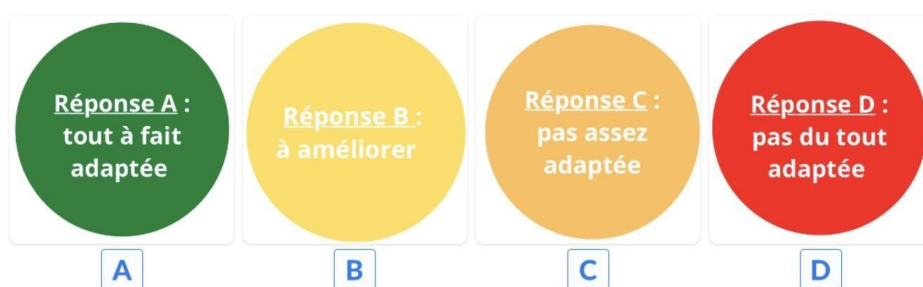 Réponse A :
tout à fait
adaptée
Réponse B :
à améliorer
Réponse C :
pas assez
adaptée
Réponse D :
pas du tout
adaptée
A
B
C
D